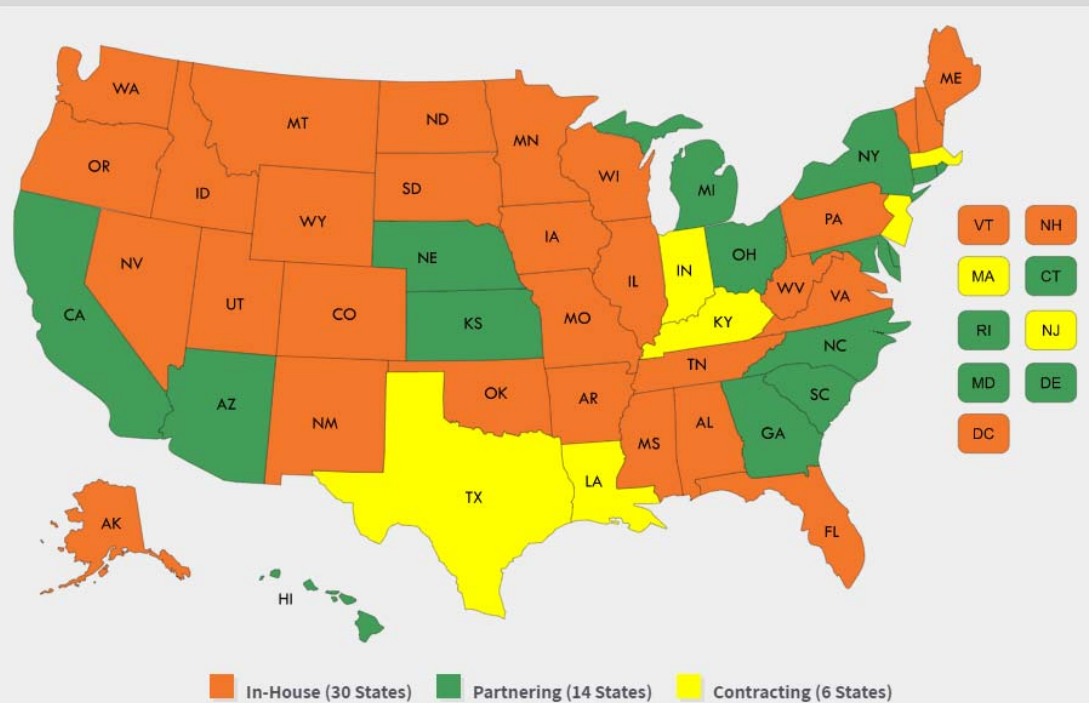 WA
MT
ND
MN
ME
OR
ID
SD
WI
MI
NY
WY
IA
PA
VT
NH
NV
NE
IL
IN
OH
MA
CT
UT
CO
KS
MO
WV
VA
CA
KY
RI
NJ
NC
TN
AZ
NM
OK
AR
SC
MD
DE
MS
AL
GA
DC
TX
LA
AK
FL
HI
In-House (30 States) Partnering (14 States) Contracting (6 States)